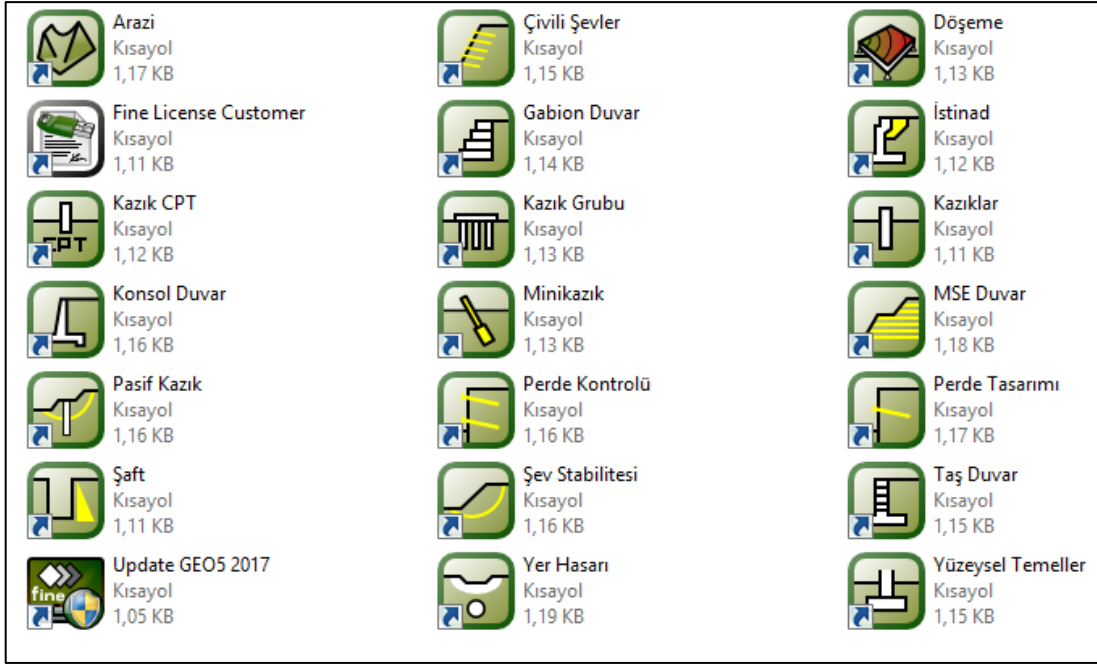 Arazi
Kısayol
1,17 KB
Çivili Şevler
Kısayol
1,15 KB
Döşeme
Kısayol
1,13 KB
Fine License Customer
Kısayol
1,11 KB
Gabion Duvar
Kısayol
1,14 KB
İstinad
Kısayol
1,12 KB
CPT
Kazık CPT
Kısayol
1,12 KB
Kazık Grubu
Kısayol
1,13 KB
Kazıklar
Kısayol
1,11 KB
Konsol Duvar
Kısayol
1,16 KB
Minikazık
Kısayol
1,13 KB
MSE Duvar
Kısayol
1,18 KB
Pasif Kazık
Kısayol
1,16 KB
Perde Kontrolü
Kısayol
1,16 KB
Perde Tasarımı
Kısayol
1,17 KB
Şaft
Kısayol
1,11 KB
Şev Stabilitesi
Kısayol
1,16 KB
Taş Duvar
Kısayol
1,15 KB
fine
Update GEO5 2017
Kısayol
1,05 KB
Yer Hasarı
Kısayol
1,19 KB
Yüzeysel Temeller
Kısayol
1,15 KB